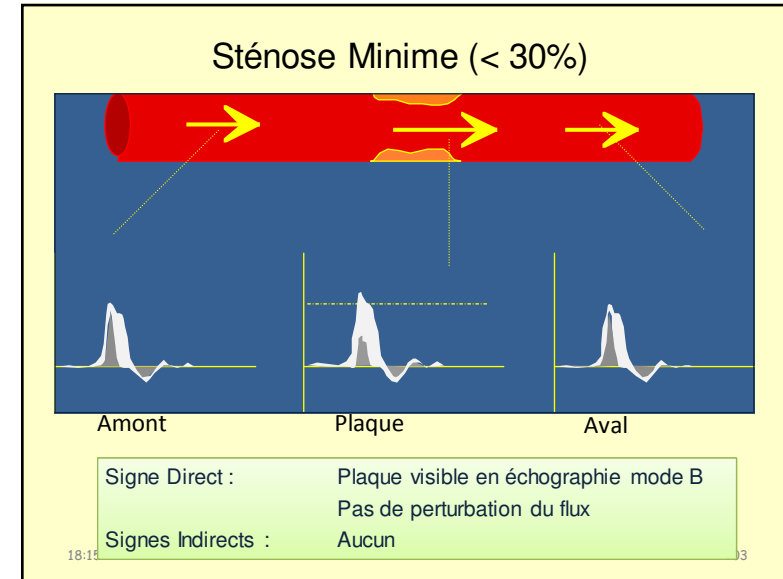 Sténose Minime (< 30%)
Amont Plaque Aval
Signe Direct : Plaque visible en échographie mode B
Pas de perturbation du flux
Signes Indirects : Aucun
18:15